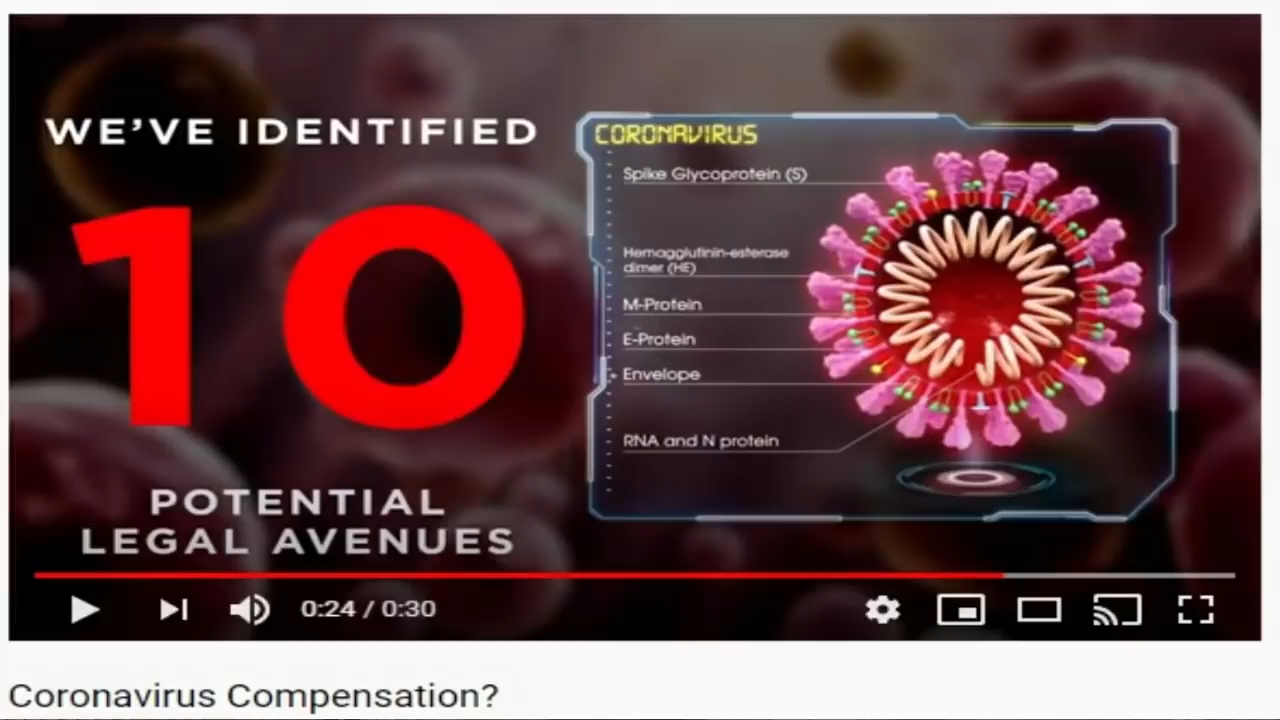 WE'VE IDENTIFIED
10
POTENTIAL
LEGAL AVENUES
CORONAVIRUS
Spike Glycoprotein (S)
Hemagglutinin-esterase
dimer (HE)
M-Protein
E-Protein
Envelope
RNA and N protein
0:24 / 0:30
Coronavirus Compensation?